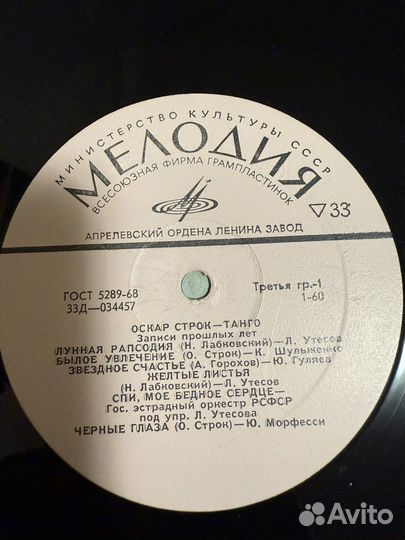 МИНИСТЕРСТВО КУЛЬТУРЫ СССР
МЕЛОДИЯ
ВСЕСОЮЗНАЯ ФИРМА ГРАМПЛАСТИНОК
▽33
АПРЕЛЕВСКИЙ ОРДЕНА ЛЕНИНА ЗАВОД
ГОСТ 5289-68
33Д—034457
Третья гр.-1
1-60
ОСКАР СТРОК—ТАНГО
Записи прошлых лет
ЛУННАЯ РАПСОДИЯ (Н. Лабковский)—Л. Утесов
БЫЛОЕ УВЛЕЧЕНИЕ (О. Строк)— К. Шульженко
ЗВЕЗДНОЕ СЧАСТЬЕ (А. Горохов)—Ю. Гуляев
ЖЕЛТЫЕ ЛИСТЬЯ
(Н. Лабковский)—Л. Утесов
СПИ, МОЕ БЕДНОЕ СЕРДЦЕ—
Гос. эстрадный оркестр РСФСР
под упр. Л. Утесова
ЧЕРНЫЕ ГЛАЗА (О. Строк)—Ю. Морфесси
Avito